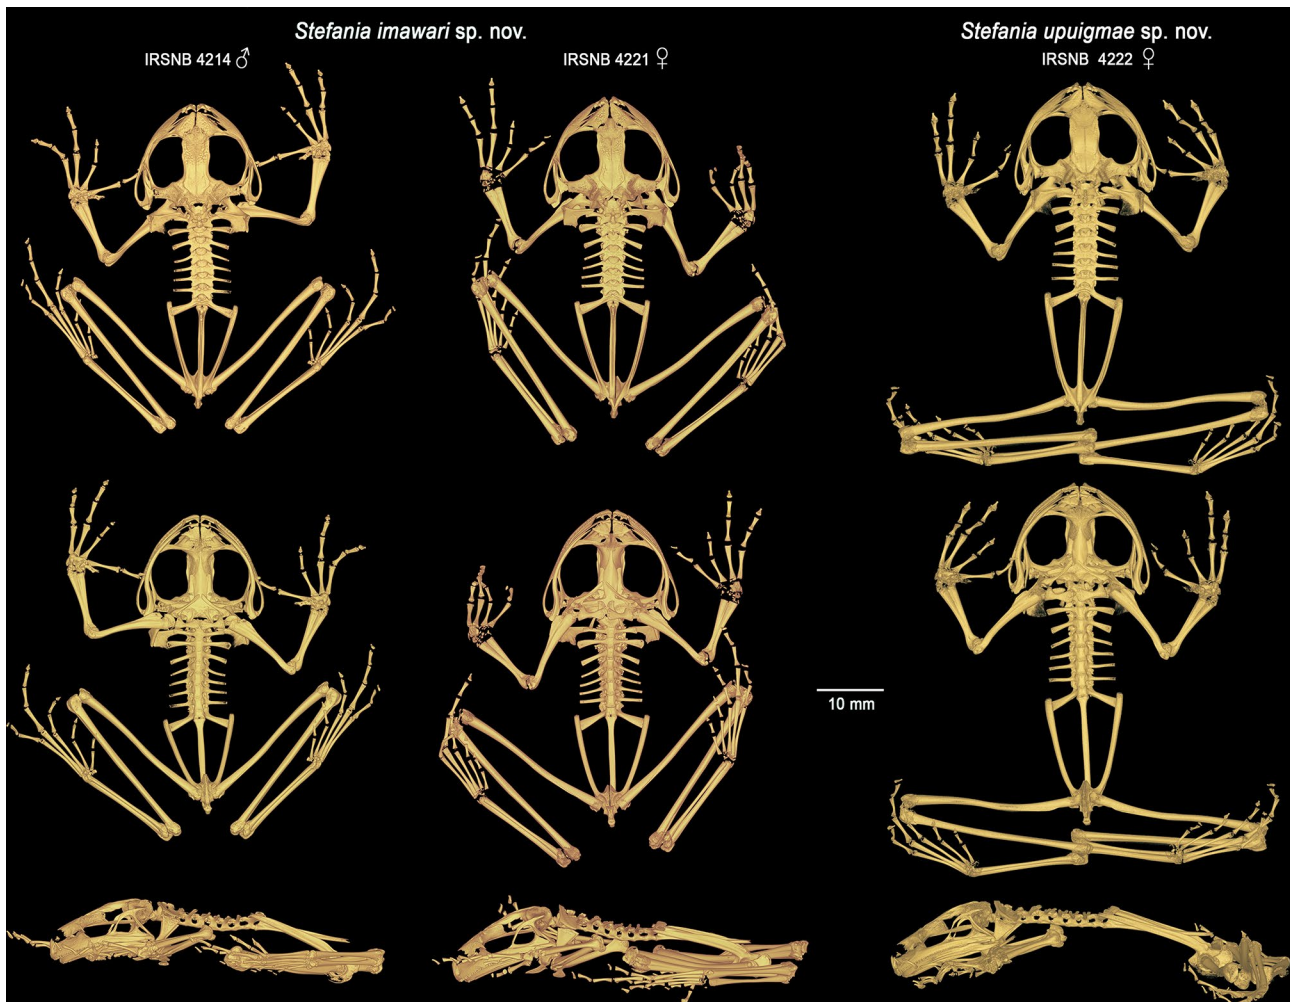 Stefania imawari sp. nov.
IRSNB 4214 ♂
IRSNB 4221 ♀
Stefania upuigmae sp. nov.
IRSNB 4222 ♀
10 mm